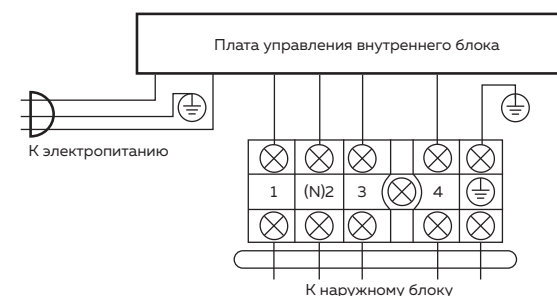 Плата управления внутреннего блока
К электропитанию
1 (N)2 3 4
К наружному блоку